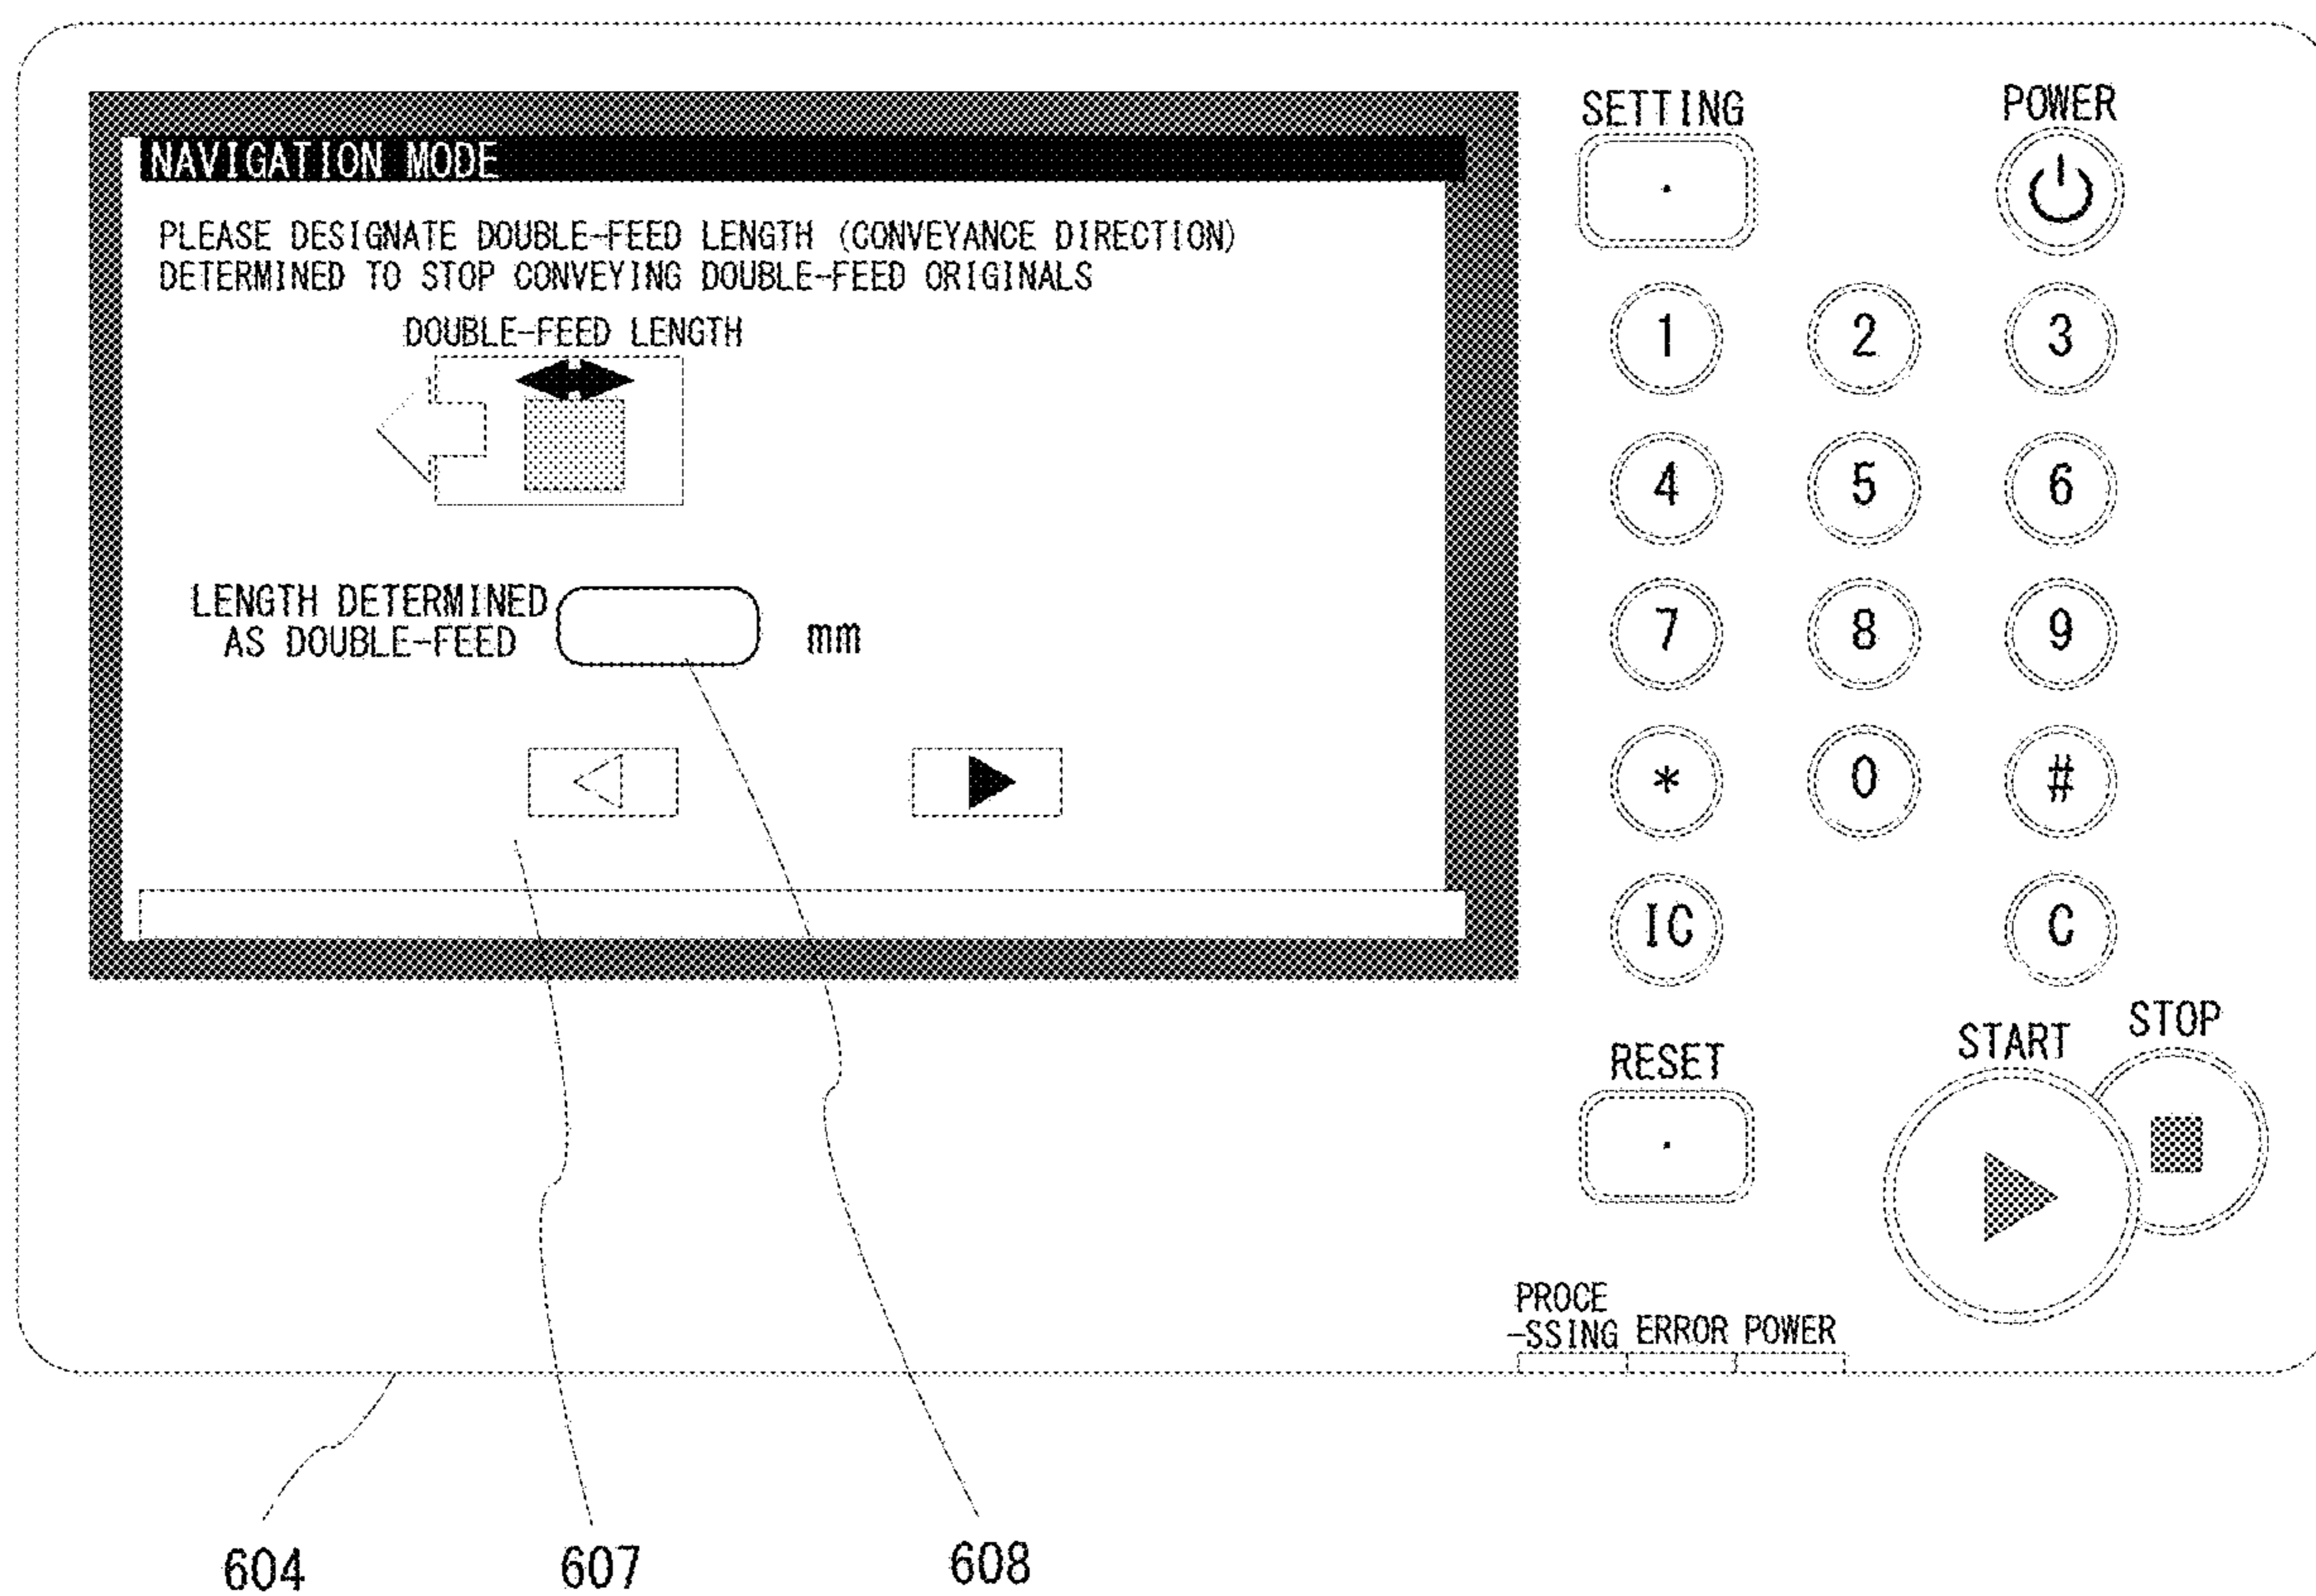 NAVIGATION MODE
PLEASE DESIGNATE DOUBLE-FEED LENGTH (CONVEYANCE DIRECTION)
DETERMINED TO STOP CONVEYING DOUBLE-FEED ORIGINALS
DOUBLE-FEED LENGTH
LENGTH DETERMINED
AS DOUBLE-FEED
mm
SETTING
POWER
1 2 3
4 5 6
7 8 9
* 0 #
IC C
RESET
START
STOP
PROCE
-SSING ERROR POWER
604 607 608